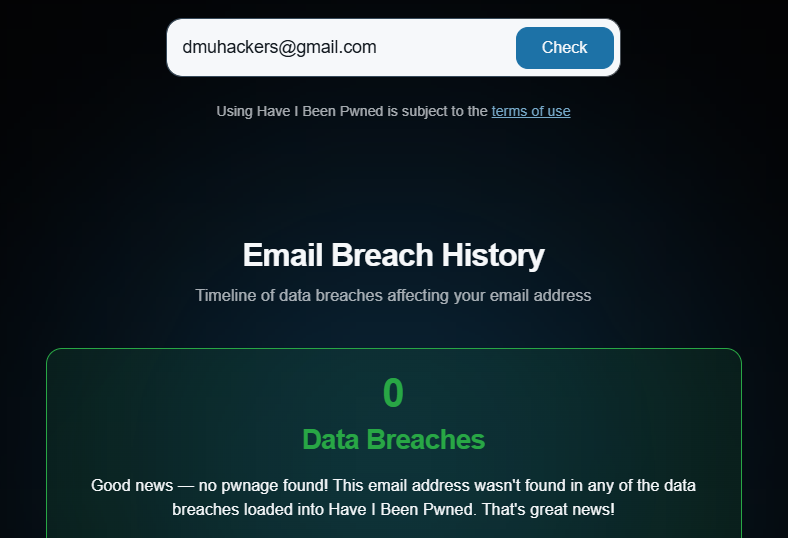 dmuhackers@gmail.com
Check
Using Have I Been Pwned is subject to the terms of use
Email Breach History
Timeline of data breaches affecting your email address
0
Data Breaches
Good news — no pwnage found! This email address wasn't found in any of the data
breaches loaded into Have I Been Pwned. That's great news!